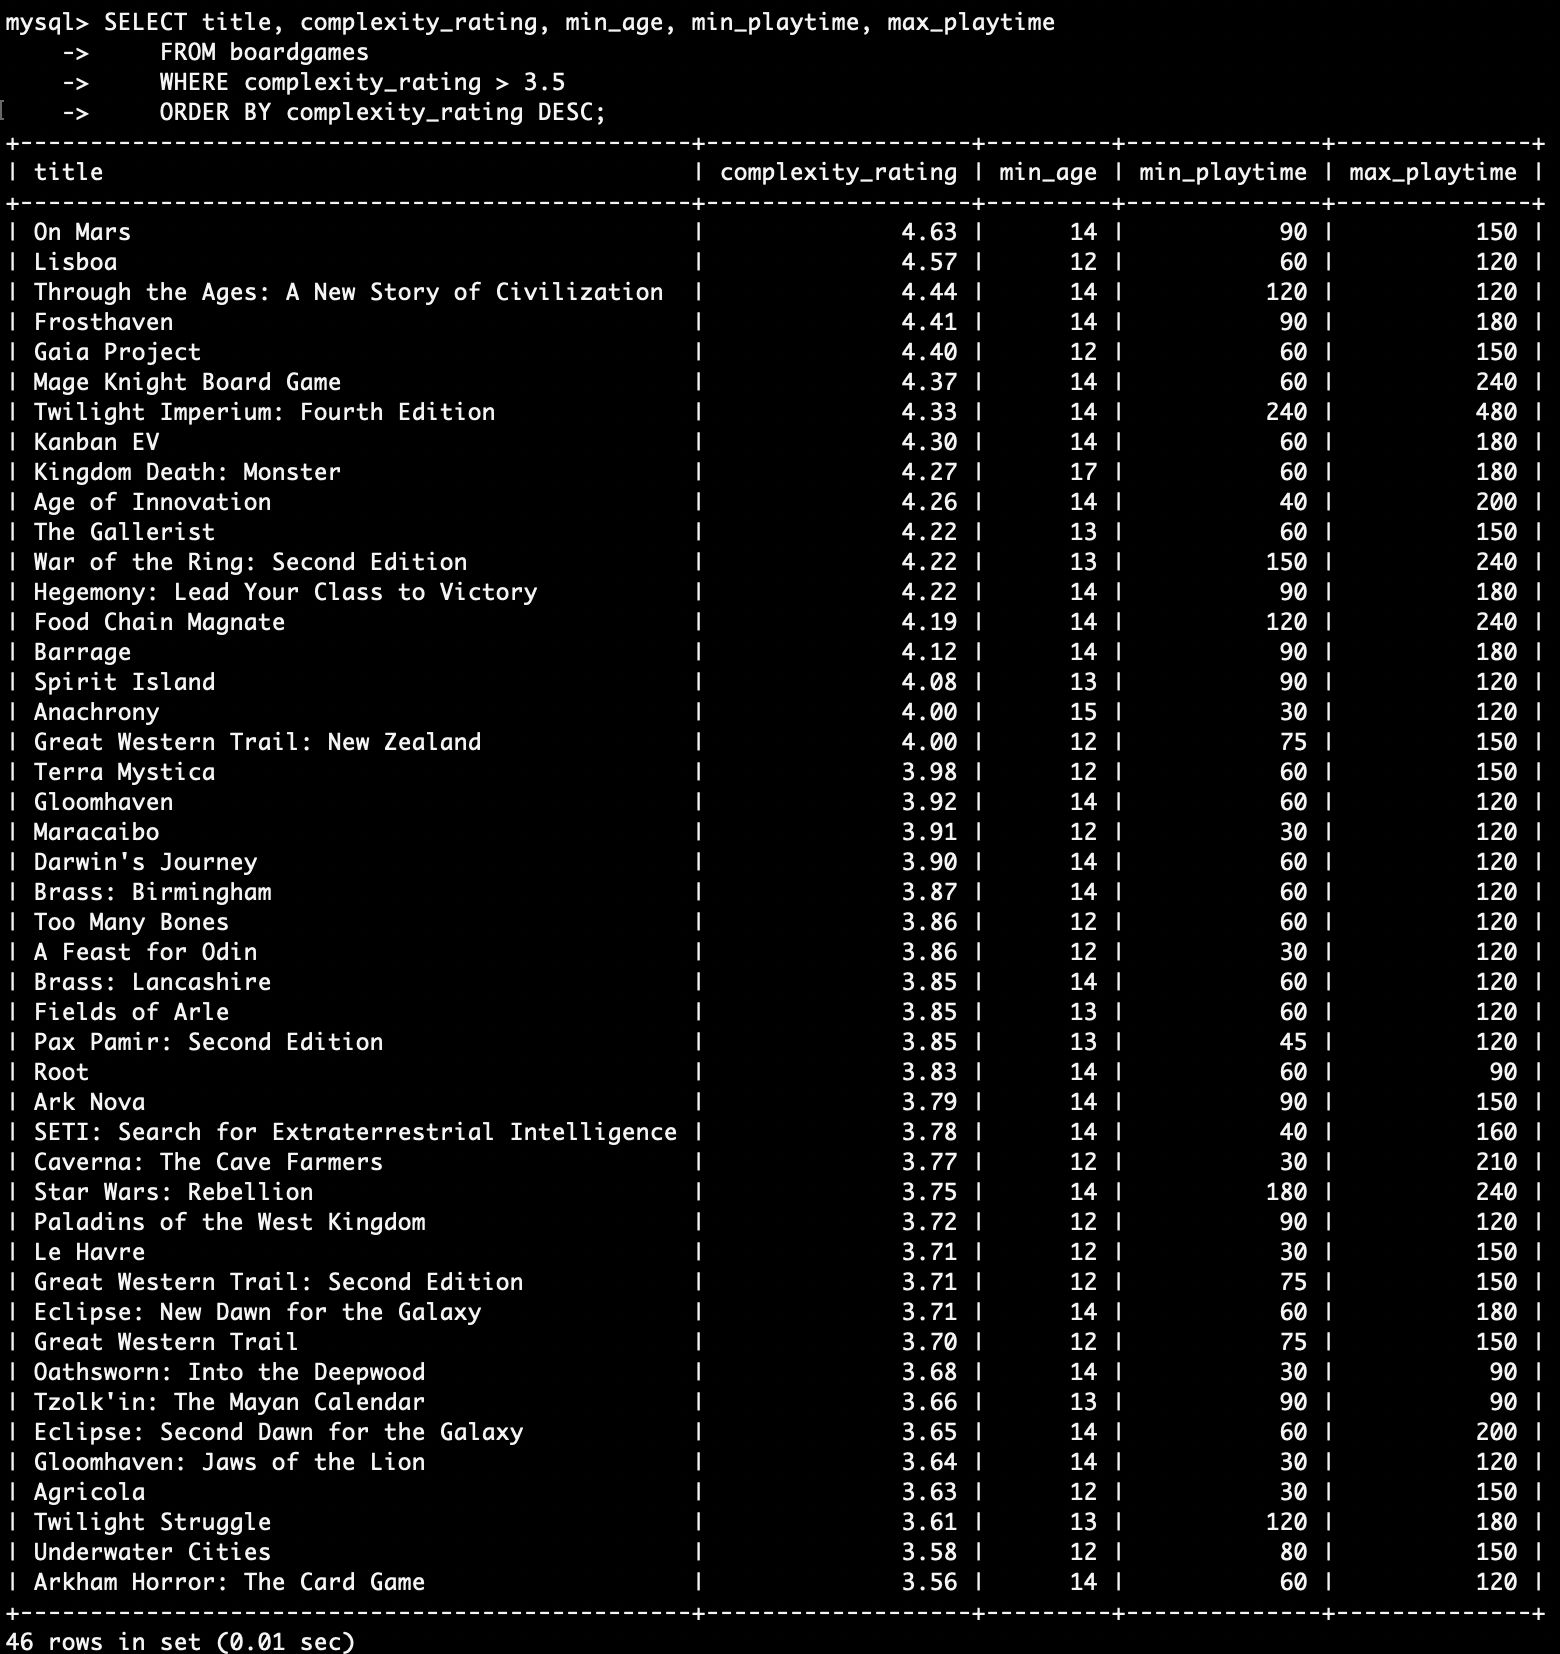 mysql> SELECT title, complexity_rating, min_age, min_playtime, max_playtime
    ->     FROM boardgames
    ->     WHERE complexity_rating > 3.5
    ->     ORDER BY complexity_rating DESC;
+------------------------------------------------+-------------------+---------+--------------+--------------+
| title                                          | complexity_rating | min_age | min_playtime | max_playtime |
+------------------------------------------------+-------------------+---------+--------------+--------------+
| On Mars                                        |              4.63 |      14 |           90 |          150 |
| Lisboa                                         |              4.57 |      12 |           60 |          120 |
| Through the Ages: A New Story of Civilization  |              4.44 |      14 |          120 |          120 |
| Frosthaven                                     |              4.41 |      14 |           90 |          180 |
| Gaia Project                                   |              4.40 |      12 |           60 |          150 |
| Mage Knight Board Game                         |              4.37 |      14 |           60 |          240 |
| Twilight Imperium: Fourth Edition              |              4.33 |      14 |          240 |          480 |
| Kanban EV                                      |              4.30 |      14 |           60 |          180 |
| Kingdom Death: Monster                         |              4.27 |      17 |           60 |          180 |
| Age of Innovation                              |              4.26 |      14 |           40 |          200 |
| The Gallerist                                  |              4.22 |      13 |           60 |          150 |
| War of the Ring: Second Edition                |              4.22 |      13 |          150 |          240 |
| Hegemony: Lead Your Class to Victory           |              4.22 |      14 |           90 |          180 |
| Food Chain Magnate                             |              4.19 |      14 |          120 |          240 |
| Barrage                                        |              4.12 |      14 |           90 |          180 |
| Spirit Island                                  |              4.08 |      13 |           90 |          120 |
| Anachrony                                      |              4.00 |      15 |           30 |          120 |
| Great Western Trail: New Zealand               |              4.00 |      12 |           75 |          150 |
| Terra Mystica                                  |              3.98 |      12 |           60 |          150 |
| Gloomhaven                                     |              3.92 |      14 |           60 |          120 |
| Maracaibo                                      |              3.91 |      12 |           30 |          120 |
| Darwin's Journey                               |              3.90 |      14 |           60 |          120 |
| Brass: Birmingham                              |              3.87 |      14 |           60 |          120 |
| Too Many Bones                                 |              3.86 |      12 |           60 |          120 |
| A Feast for Odin                               |              3.86 |      12 |           30 |          120 |
| Brass: Lancashire                              |              3.85 |      14 |           60 |          120 |
| Fields of Arle                                 |              3.85 |      13 |           60 |          120 |
| Pax Pamir: Second Edition                      |              3.85 |      13 |           45 |          120 |
| Root                                           |              3.83 |      14 |           60 |           90 |
| Ark Nova                                       |              3.79 |      14 |           90 |          150 |
| SETI: Search for Extraterrestrial Intelligence |              3.78 |      14 |           40 |          160 |
| Caverna: The Cave Farmers                      |              3.77 |      12 |           30 |          210 |
| Star Wars: Rebellion                           |              3.75 |      14 |          180 |          240 |
| Paladins of the West Kingdom                   |              3.72 |      12 |           90 |          120 |
| Le Havre                                       |              3.71 |      12 |           30 |          150 |
| Great Western Trail: Second Edition            |              3.71 |      12 |           75 |          150 |
| Eclipse: New Dawn for the Galaxy               |              3.71 |      14 |           60 |          180 |
| Great Western Trail                            |              3.70 |      12 |           75 |          150 |
| Oathsworn: Into the Deepwood                   |              3.68 |      14 |           30 |           90 |
| Tzolk'in: The Mayan Calendar                   |              3.66 |      13 |           90 |           90 |
| Eclipse: Second Dawn for the Galaxy            |              3.65 |      14 |           60 |          200 |
| Gloomhaven: Jaws of the Lion                   |              3.64 |      14 |           30 |          120 |
| Agricola                                       |              3.63 |      12 |           30 |          150 |
| Twilight Struggle                              |              3.61 |      13 |          120 |          180 |
| Underwater Cities                              |              3.58 |      12 |           80 |          150 |
| Arkham Horror: The Card Game                   |              3.56 |      14 |           60 |          120 |
+------------------------------------------------+-------------------+---------+--------------+--------------+
46 rows in set (0.01 sec)